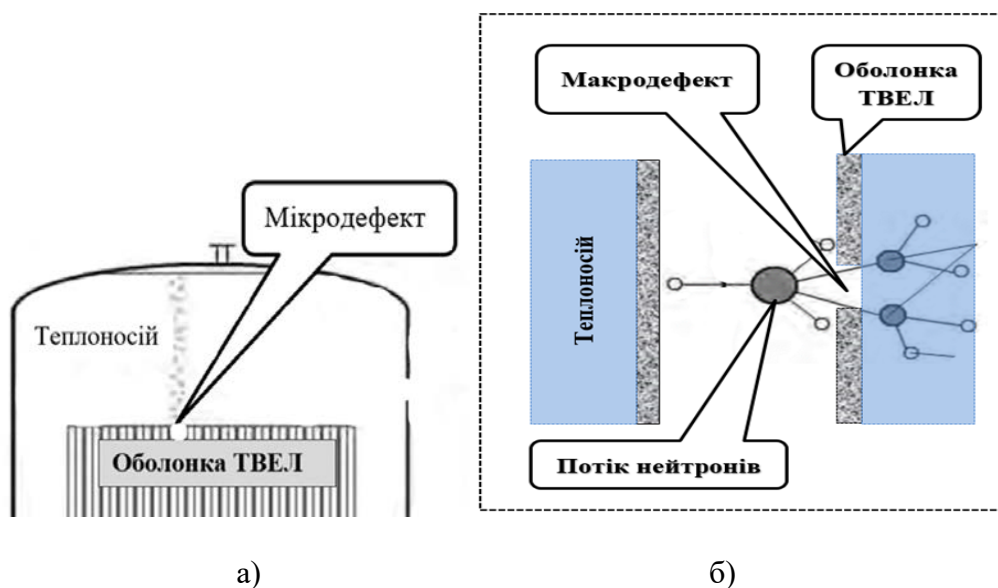 Мікродефект
Теплоносій
Оболонка ТВЕЛ
а)
Макродефект
Оболонка
ТВЕЛ
Теплоносій
Потік нейтронів
б)